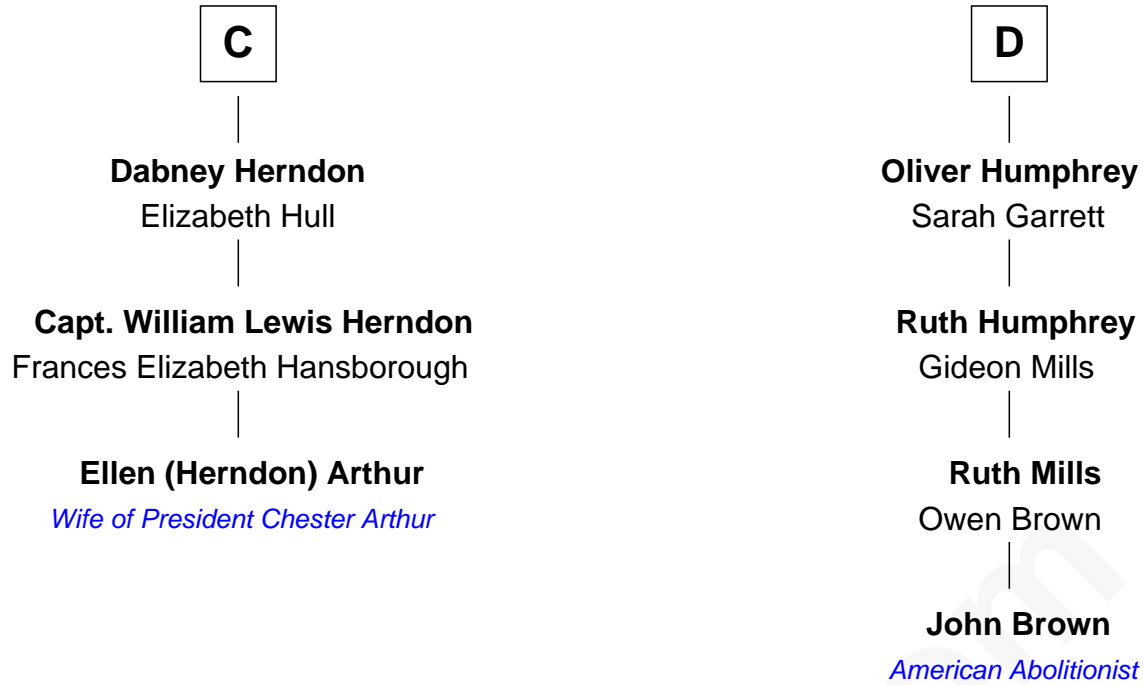 C
Dabney Herndon
Elizabeth Hull
Capt. William Lewis Herndon
Frances Elizabeth Hansborough
Ellen (Herndon) Arthur
Wife of President Chester Arthur
D
Oliver Humphrey
Sarah Garrett
Ruth Humphrey
Gideon Mills
Ruth Mills
Owen Brown
John Brown
American Abolitionist